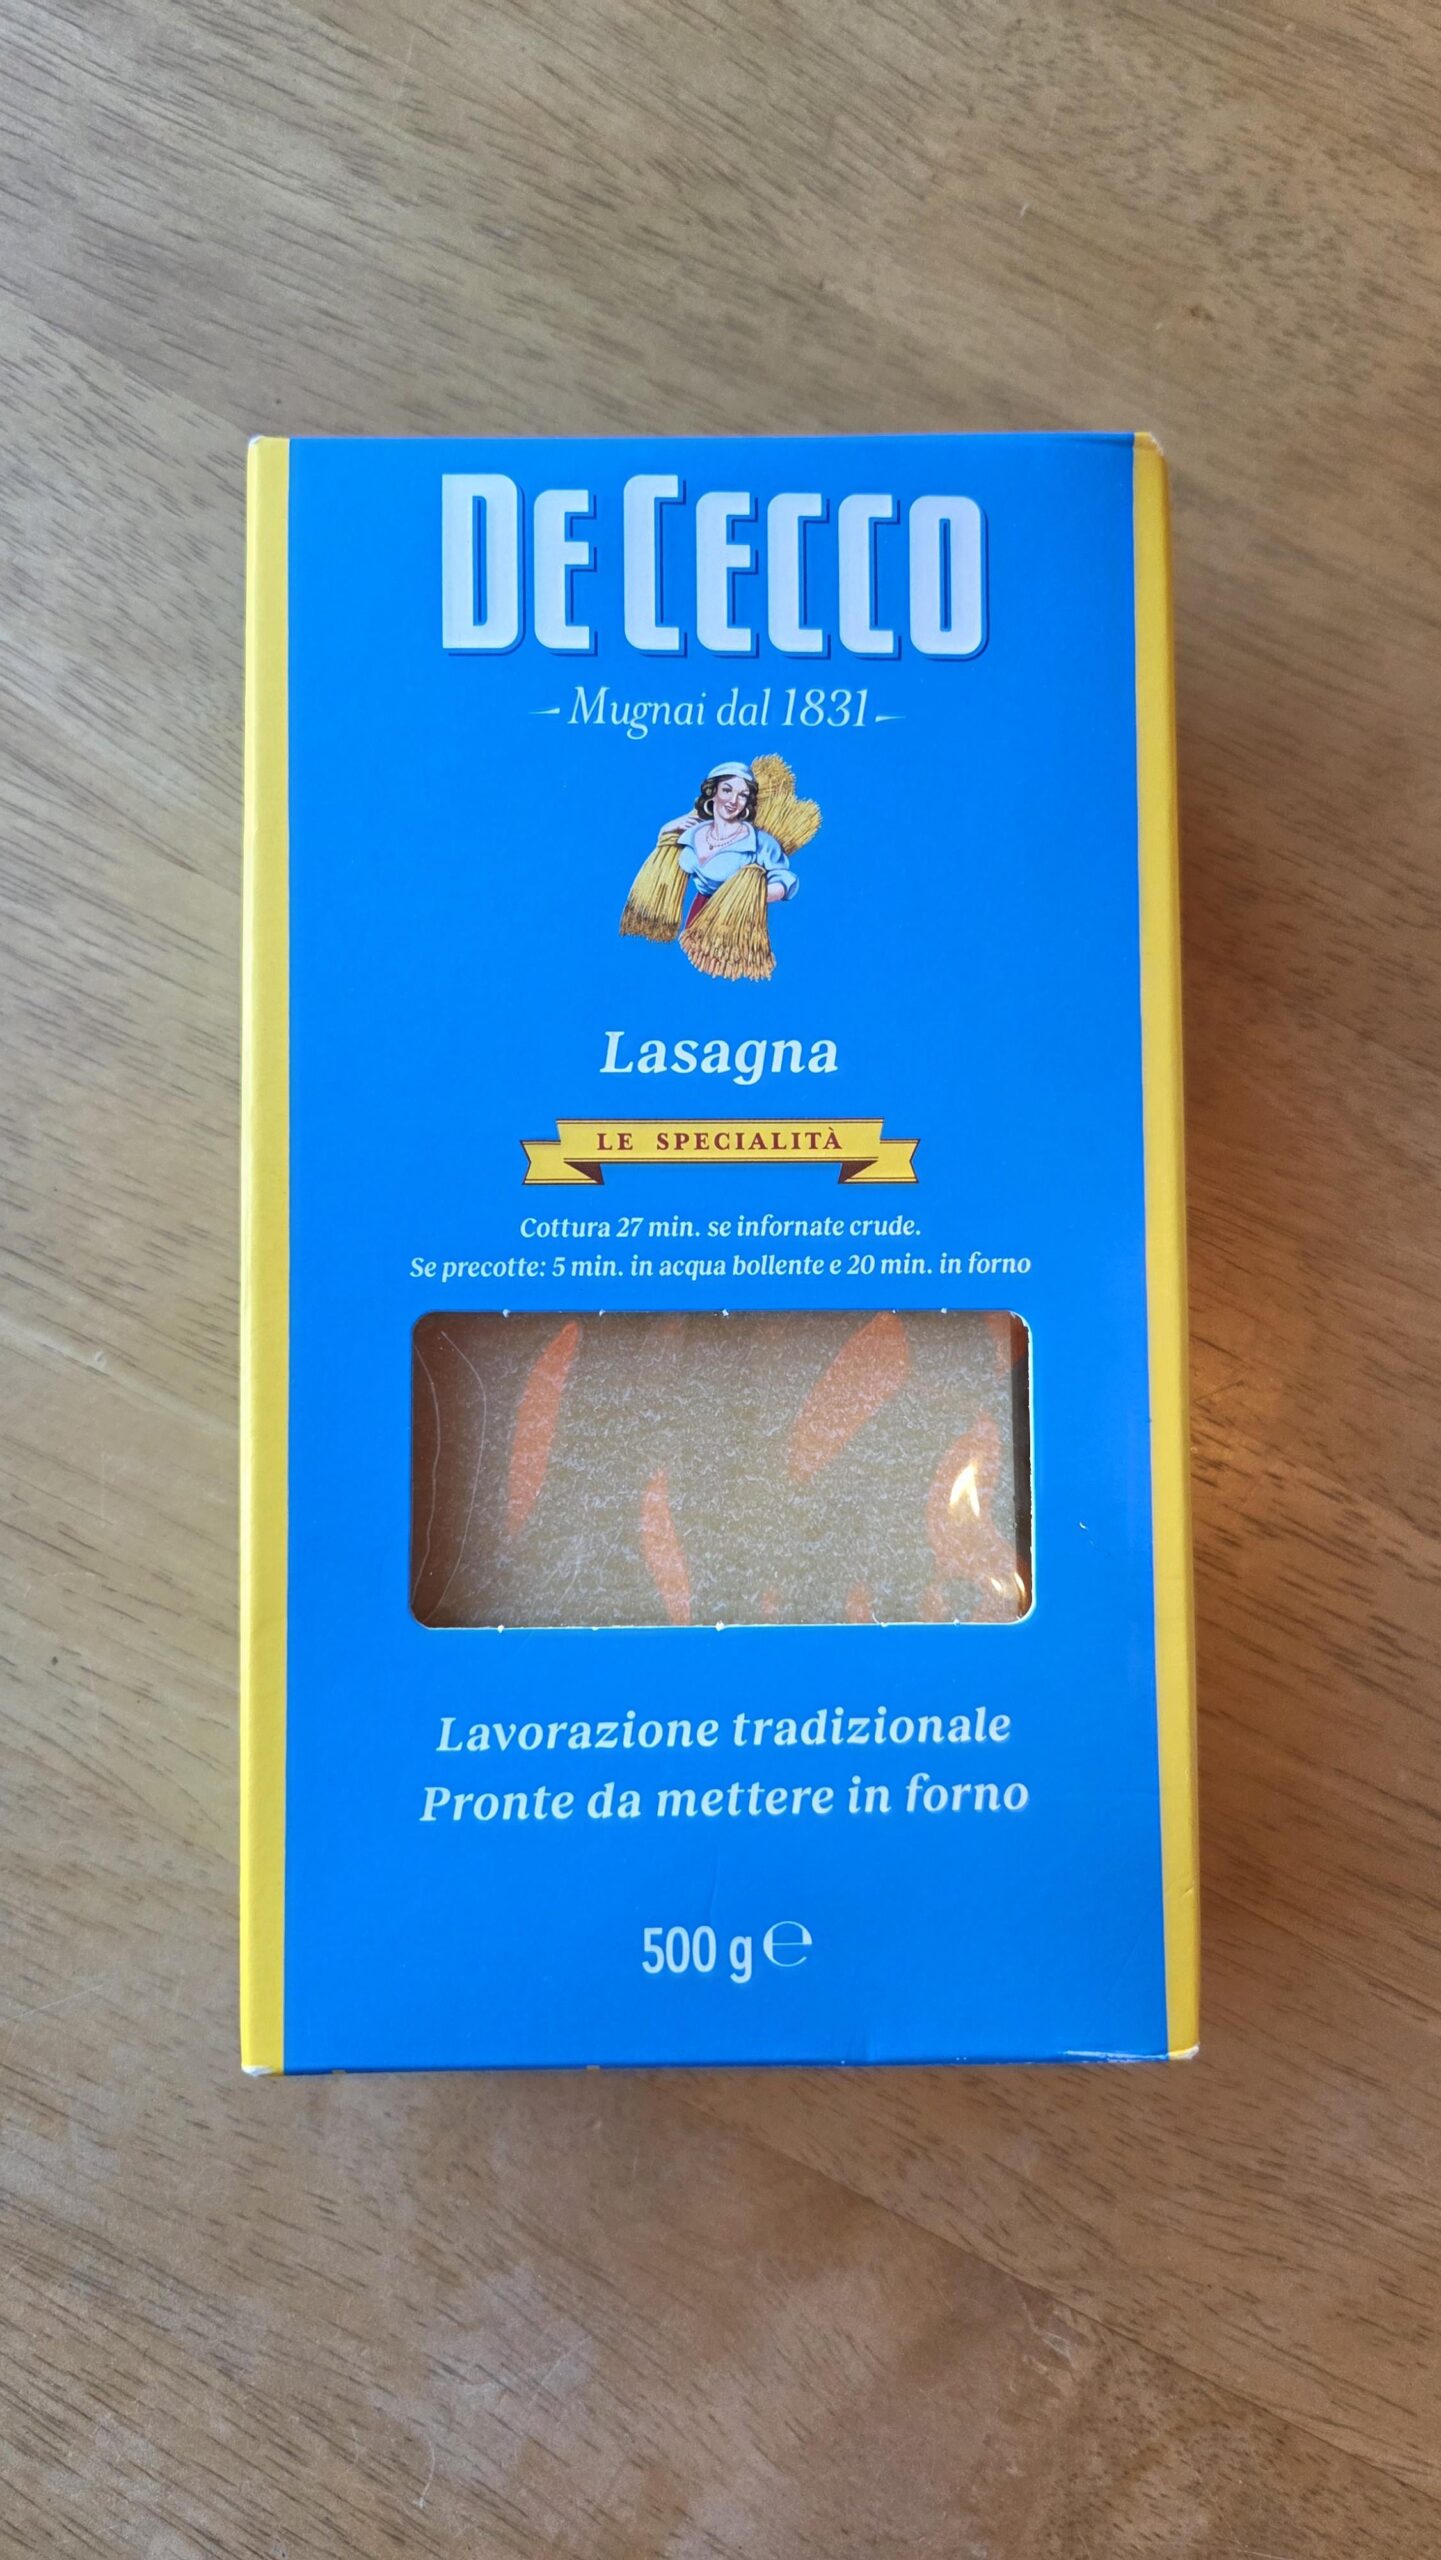 DE CECCO
Mugnai dal 1831
Lasagna
LE SPECIALITÀ
Cottura 27 min. se infornate crude.
Se precotte: 5 min. in acqua bollente e 20 min. in forno
Lavorazione tradizionale
Pronte da mettere in forno
500 g ℮